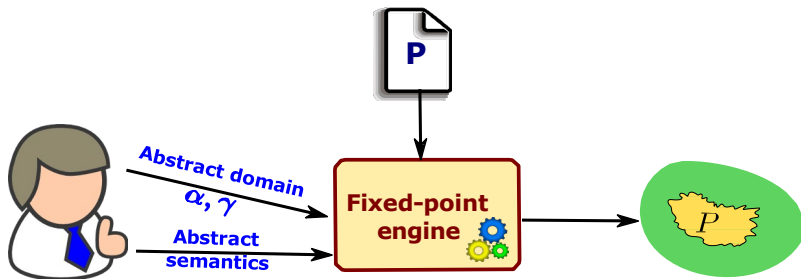 P
Abstract domain
α, γ
Fixed-point
engine
Abstract
semantics
P